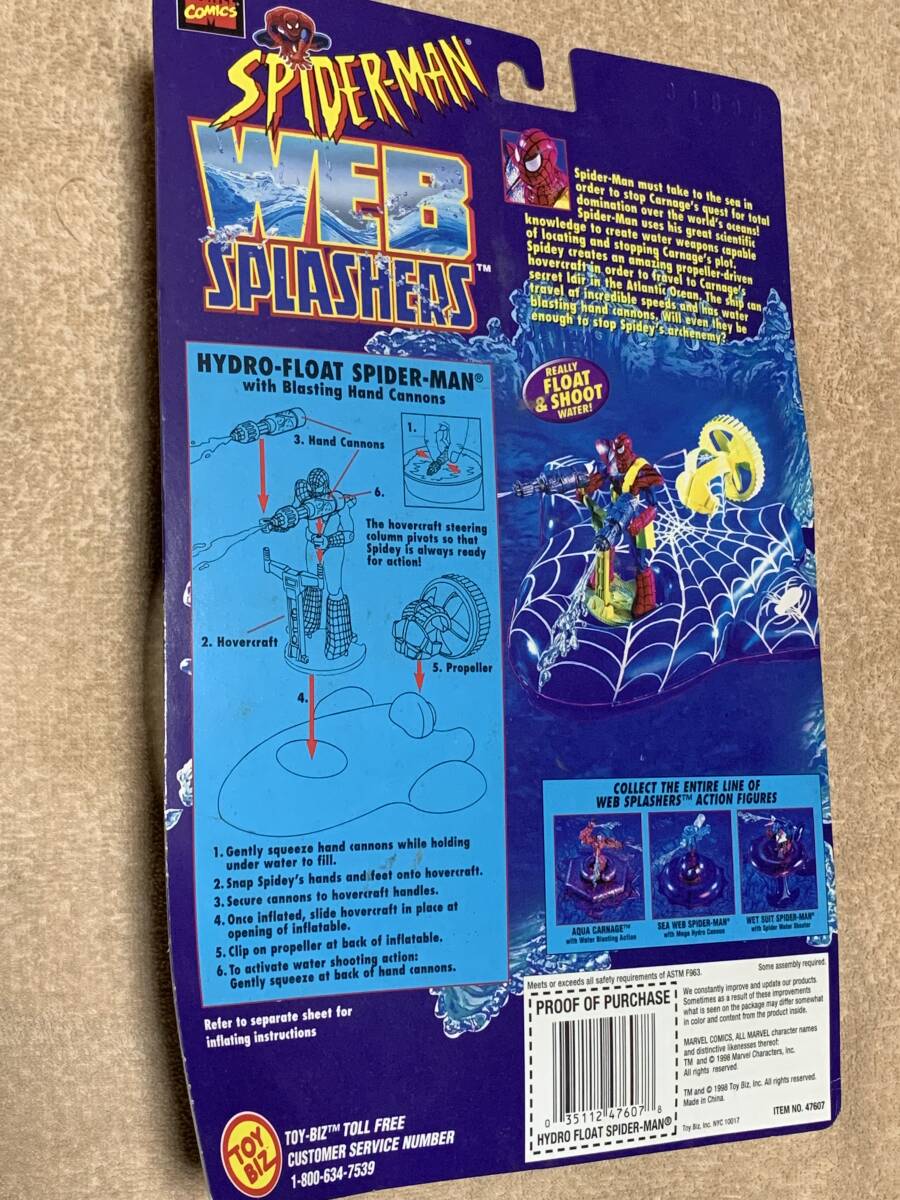 COMICS
SPIDER-MAN
WEB
SPLASHERS™
Spider-Man must take to the sea in
order to stop Carnage's quest for total
domination over the world's oceans!
Spider-Man uses his great scientific
knowledge to create water weapons capable
of locating and stopping Carnage's plot.
Spidey creates an amazing propeller-driven
hovercraft in order to travel to Carnage's
secret lair in the Atlantic Ocean. The ship can
travel at incredible speeds and has water
blasting hand cannons. Will even they be
enough to stop Spidey's archenemy?
HYDRO-FLOAT SPIDER-MAN®
with Blasting Hand Cannons
1.
3. Hand Cannons
6.
The hovercraft steering
column pivots so that
Spidey is always ready
for action!
2. Hovercraft
5. Propeller
4.
1. Gently squeeze hand cannons while holding
under water to fill.
2. Snap Spidey's hands and feet onto hovercraft.
3. Secure cannons to hovercraft handles.
4. Once inflated, slide hovercraft in place at
opening of inflatable.
5. Clip on propeller at back of inflatable.
6. To activate water shooting action:
Gently squeeze at back of hand cannons.
Refer to separate sheet for
inflating instructions
REALLY
FLOAT
& SHOOT
WATER!
COLLECT THE ENTIRE LINE OF
WEB SPLASHERS™ ACTION FIGURES
AQUA CARNAGE™
with Water Blasting Action
SEA WEB SPIDER-MAN®
with Mega Hydro Cannon
WET SUIT SPIDER-MAN®
with Spider Water Shooter
Meets or exceeds all safety requirements of ASTM F963.
Some assembly required.
PROOF OF PURCHASE
0 35112 47607 8
HYDRO FLOAT SPIDER-MAN®
We constantly improve and update our products.
Sometimes as a result of these improvements
what is seen on the package may differ somewhat
in color and content from the product inside.
MARVEL COMICS, ALL MARVEL character names
and distinctive likenesses thereof:
TM and © 1998 Marvel Characters, Inc.
All rights reserved.
TM and © 1998 Toy Biz, Inc. All rights reserved.
Made in China.
ITEM NO. 47607
Toy Biz, Inc. NYC 10017
TOY
BIZ
TOY-BIZ™ TOLL FREE
CUSTOMER SERVICE NUMBER
1-800-634-7539